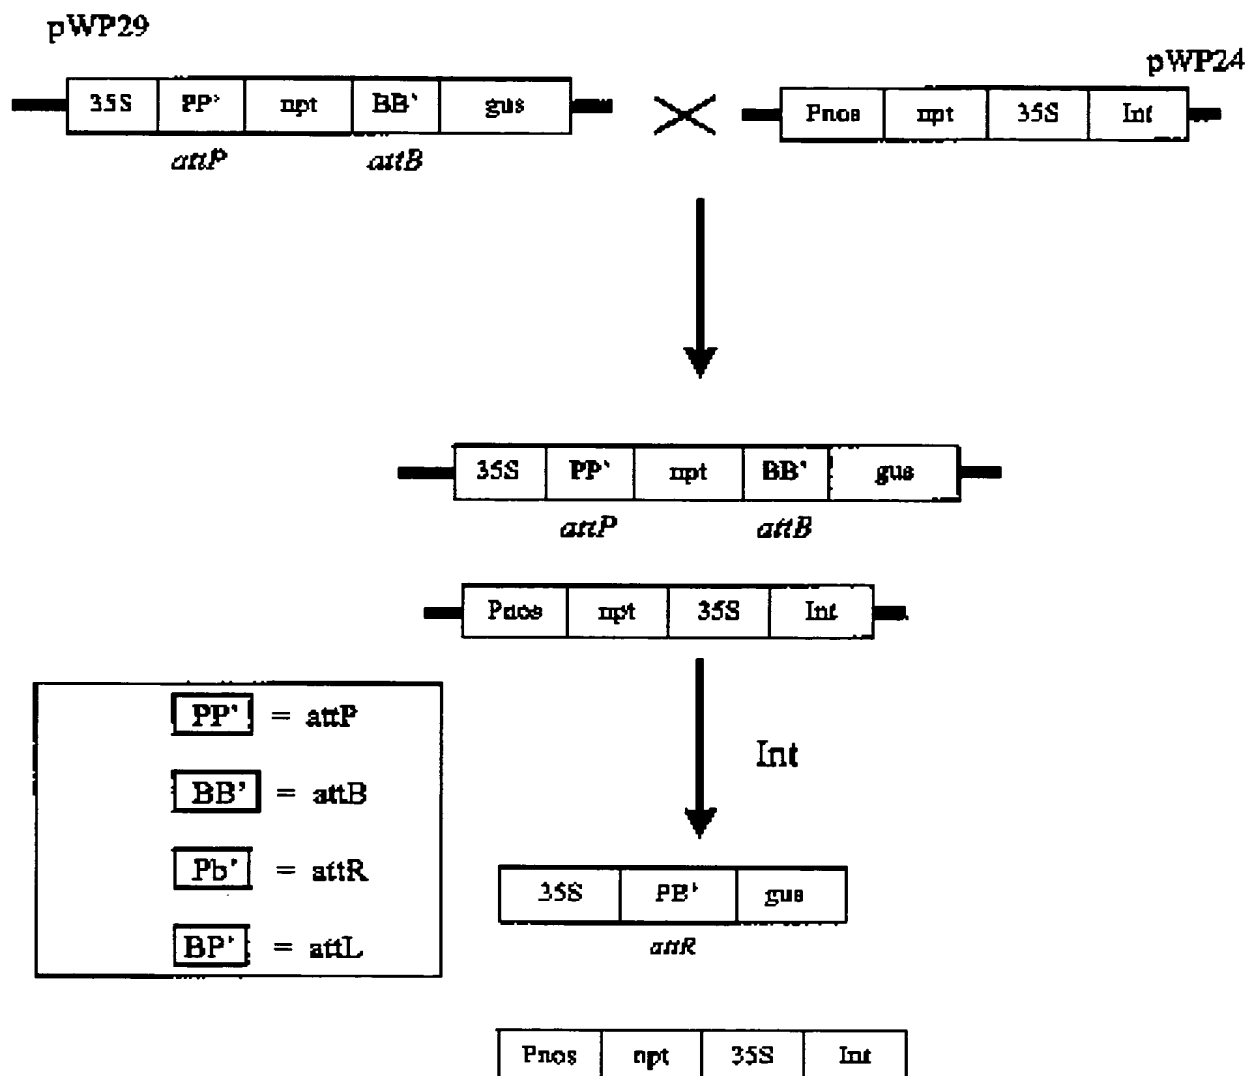 pWP29
pWP24
35S PP' npt BB' gus
Pnos npt 35S Int
attP attB
35S PP' npt BB' gus
attP attB
Pnos npt 35S Int
Int
PP' = attP
BB' = attB
Pb' = attR
BP' = attL
35S PB' gus
attR
Pnos npt 35S Int